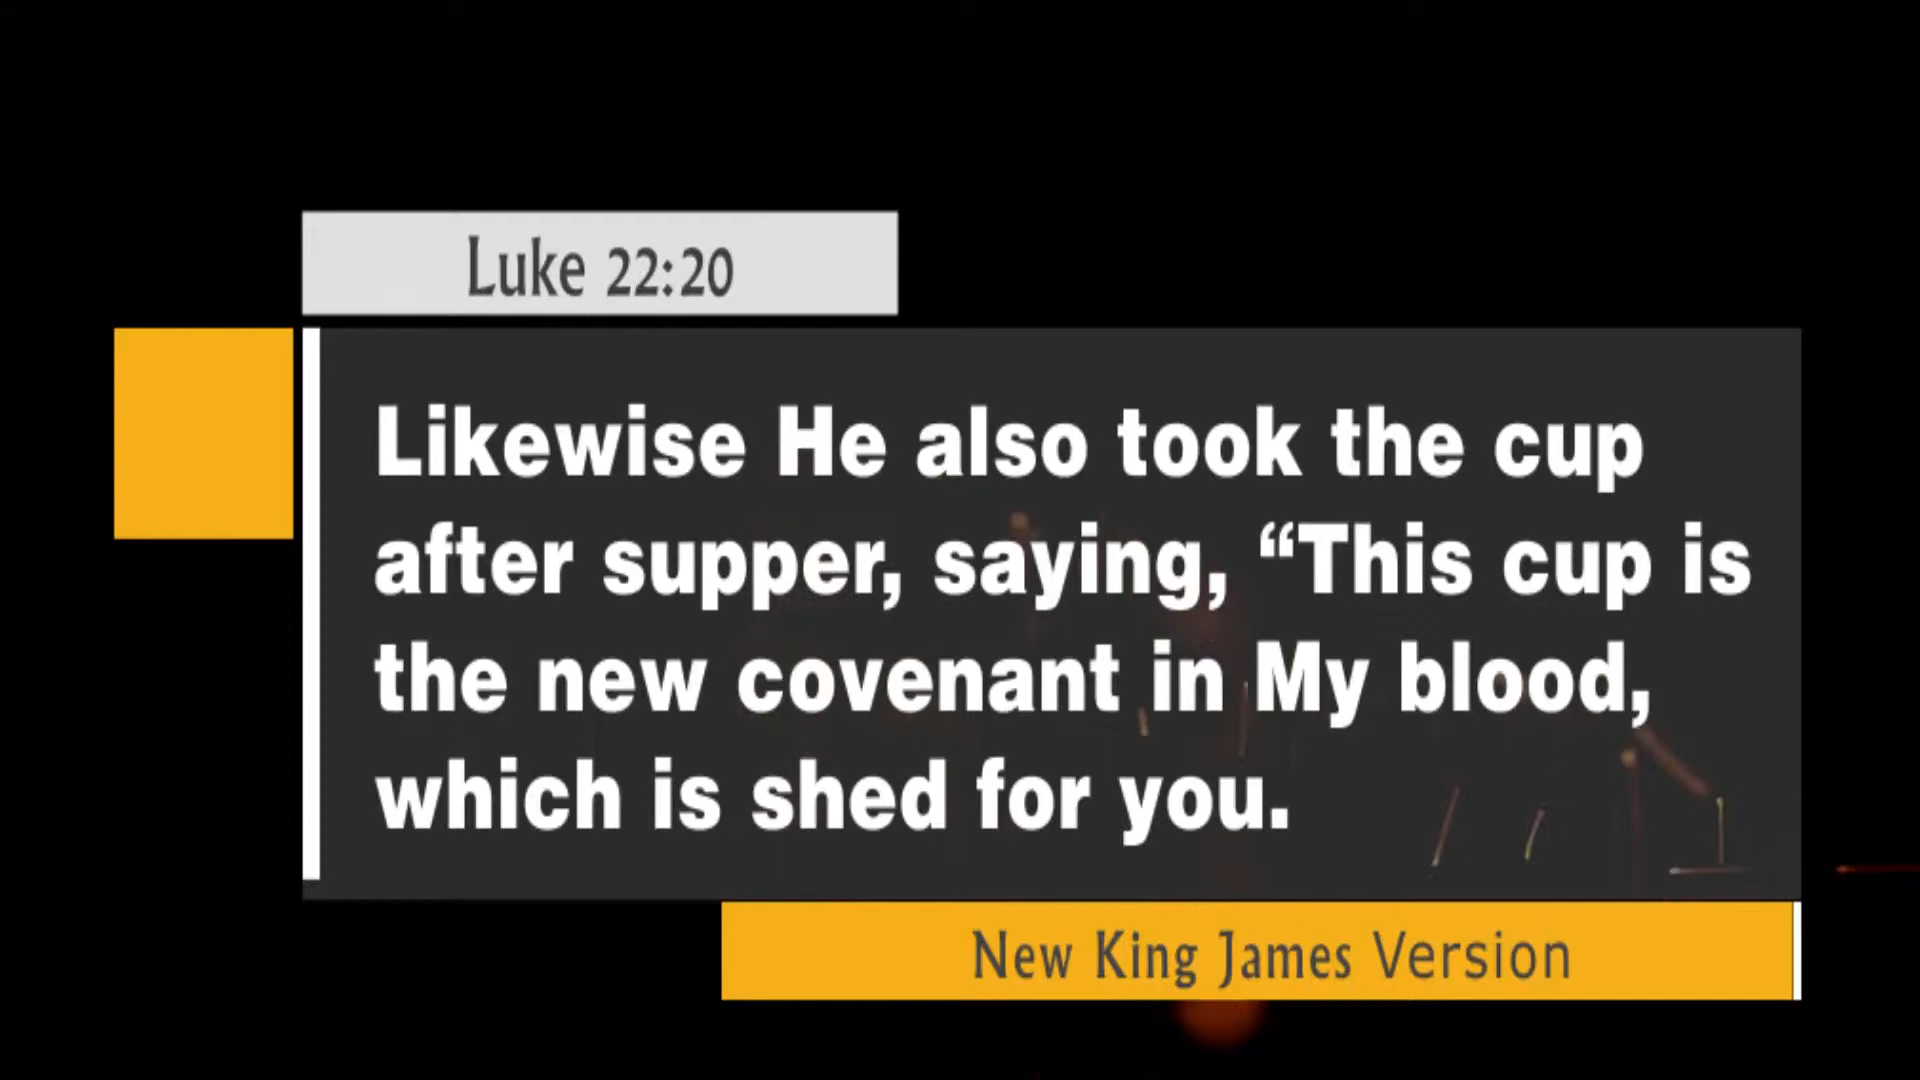 Luke 22:20
Likewise He also took the cup
after supper, saying, “This cup is
the new covenant in My blood,
which is shed for you.
New King James Version